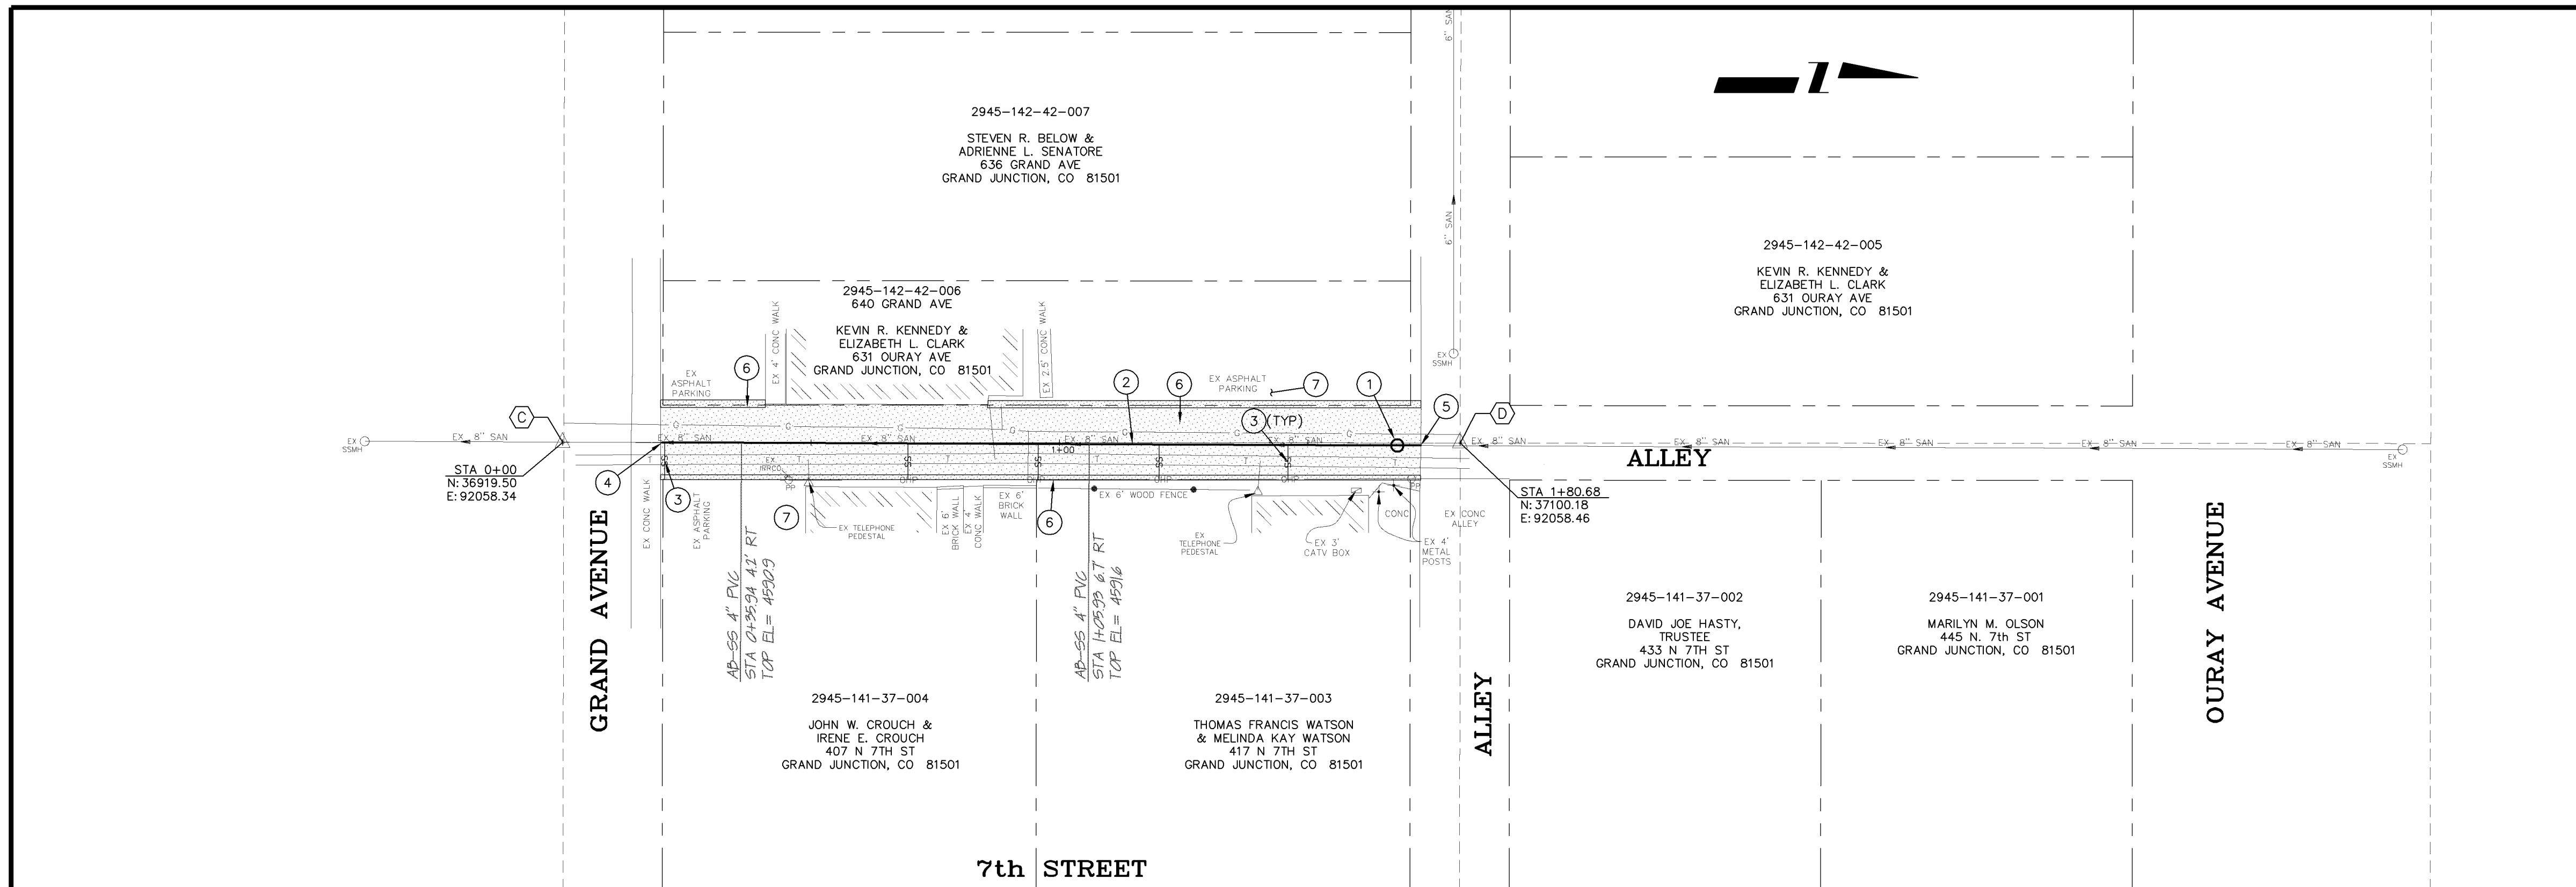 6" SAN
6" SAN
2945-142-42-007
STEVEN R. BELOW &
ADRIENNE L. SENATORE
636 GRAND AVE
GRAND JUNCTION, CO 81501
2945-142-42-005
KEVIN R. KENNEDY &
ELIZABETH L. CLARK
631 OURAY AVE
GRAND JUNCTION, CO 81501
2945-142-42-006
640 GRAND AVE
KEVIN R. KENNEDY &
ELIZABETH L. CLARK
631 OURAY AVE
GRAND JUNCTION, CO 81501
EX 4' CONC WALK
EX 2.5' CONC WALK
EX
ASPHALT
PARKING
6
2
6
EX ASPHALT
PARKING
7
1
5
EX
SSMH
C
D
3 (TYP)
G G G G G G G
EX
SSMH
EX 8" SAN
EX 8" SAN
EX 8" SAN
EX 8" SAN
EX 8" SAN
EX 8" SAN
EX 8" SAN
EX 8" SAN
EX 8" SAN
EX 8" SAN
1+00
ALLEY
EX
SSMH
STA 0+00
N: 36919.50
E: 92058.34
STA 1+80.68
N: 37100.18
E: 92058.46
T T T T T
SS SS SS SS SS
EX
IRRCO
PP
OHP OHP OHP OHP
PP
4
3
7
6
EX CONC WALK
EX ASPHALT
PARKING
EX TELEPHONE
PEDESTAL
EX 6'
BRICK WALL
EX 4'
CONC WALK
EX 6'
BRICK
WALL
EX 6' WOOD FENCE
EX
TELEPHONE
PEDESTAL
EX 3'
CATV BOX
CONC
EX 4'
METAL
POSTS
EX CONC
ALLEY
GRAND AVENUE
AB-SS 4" PVC
STA 0+35.94 4.2' RT
TOP EL= 4590.9
AB-SS 4" PVC
STA 1+05.93 6.7' RT
TOP EL= 4591.6
ALLEY
OURAY AVENUE
2945-141-37-002
DAVID JOE HASTY,
TRUSTEE
433 N 7TH ST
GRAND JUNCTION, CO 81501
2945-141-37-001
MARILYN M. OLSON
445 N. 7th ST
GRAND JUNCTION, CO 81501
2945-141-37-004
JOHN W. CROUCH &
IRENE E. CROUCH
407 N 7TH ST
GRAND JUNCTION, CO 81501
2945-141-37-003
THOMAS FRANCIS WATSON
& MELINDA KAY WATSON
417 N 7TH ST
GRAND JUNCTION, CO 81501
7th STREET